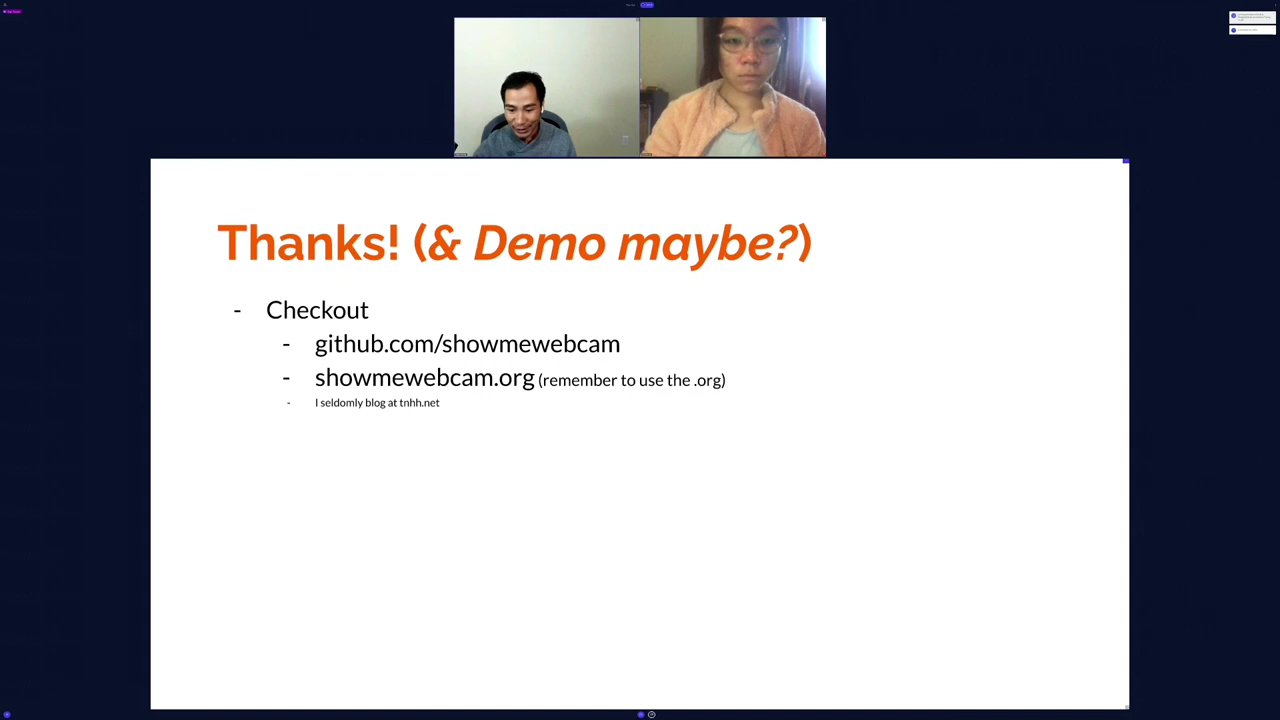 Thanks! (& Demo maybe?)
- Checkout
- github.com/showmewebcam
- showmewebcam.org (remember to use the .org)
- I seldomly blog at tnhh.net